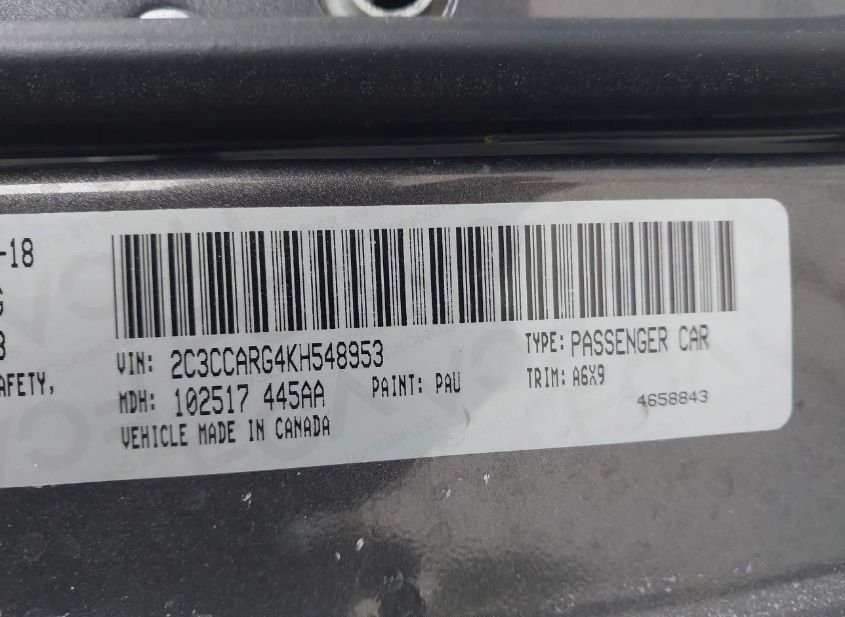 -18
VIN: 2C3CCARG4KH548953
TYPE: PASSENGER CAR
AFETY,
MDH: 102517 445AA
PAINT: PAU
TRIM: A6X9
4658843
VEHICLE MADE IN CANADA